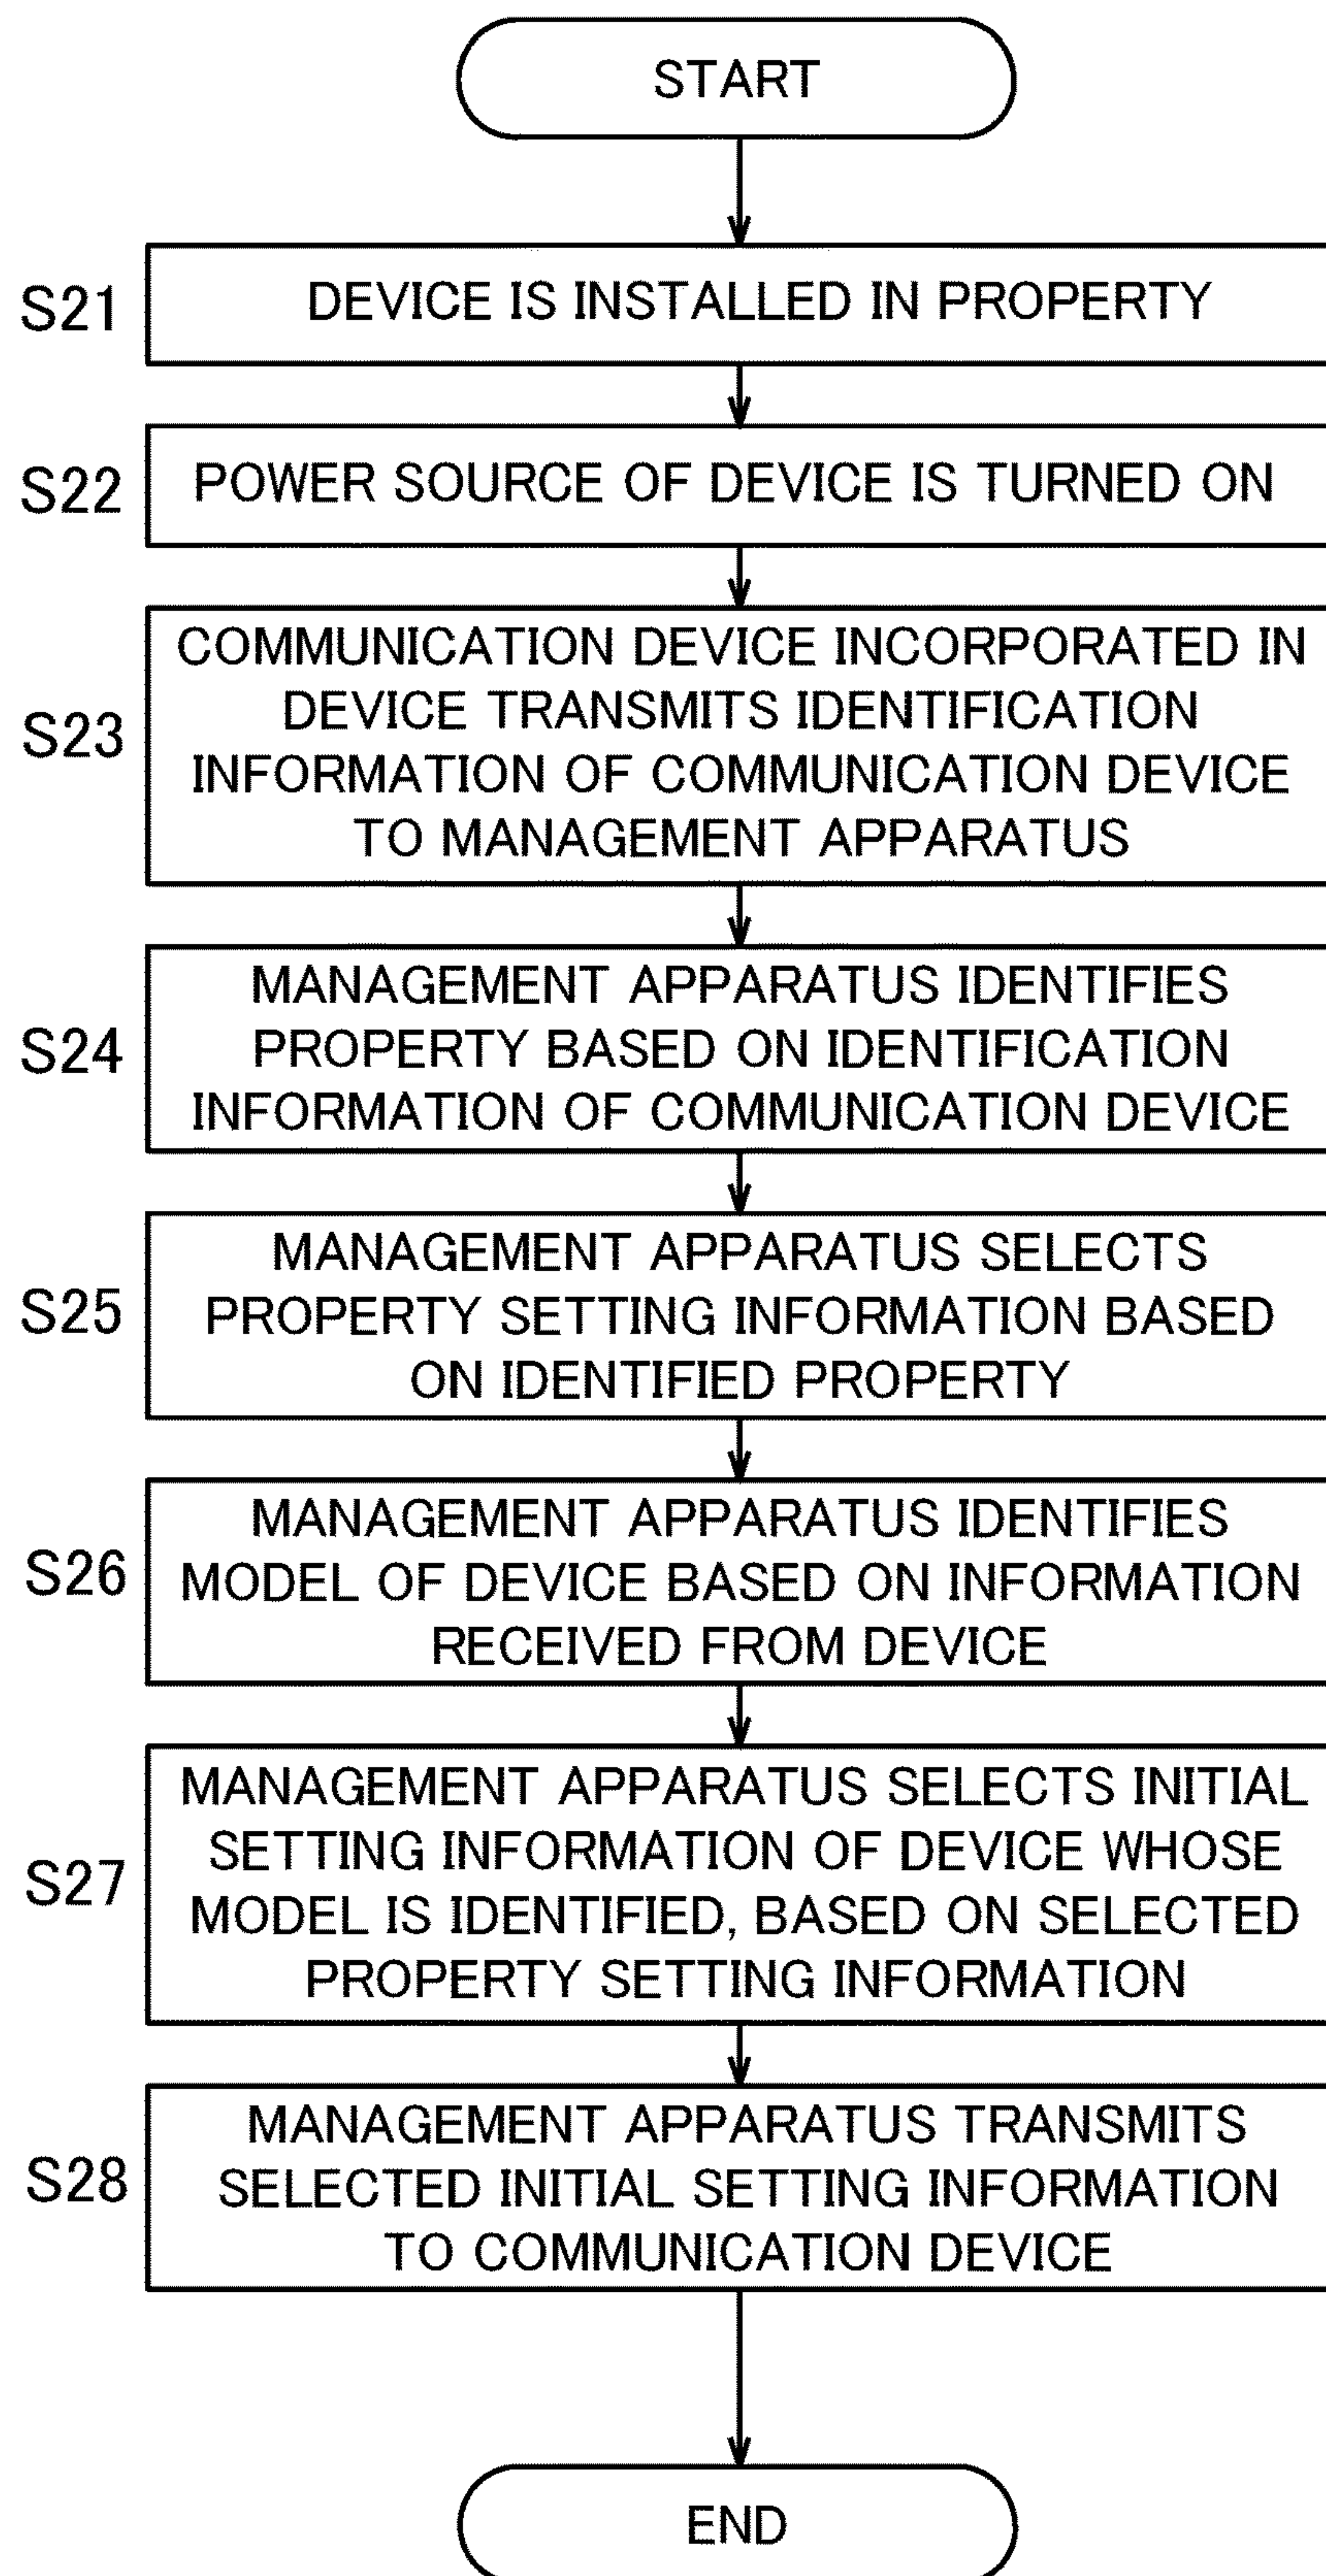 START
S21
DEVICE IS INSTALLED IN PROPERTY
S22
POWER SOURCE OF DEVICE IS TURNED ON
S23
COMMUNICATION DEVICE INCORPORATED IN
DEVICE TRANSMITS IDENTIFICATION
INFORMATION OF COMMUNICATION DEVICE
TO MANAGEMENT APPARATUS
S24
MANAGEMENT APPARATUS IDENTIFIES
PROPERTY BASED ON IDENTIFICATION
INFORMATION OF COMMUNICATION DEVICE
S25
MANAGEMENT APPARATUS SELECTS
PROPERTY SETTING INFORMATION BASED
ON IDENTIFIED PROPERTY
S26
MANAGEMENT APPARATUS IDENTIFIES
MODEL OF DEVICE BASED ON INFORMATION
RECEIVED FROM DEVICE
S27
MANAGEMENT APPARATUS SELECTS INITIAL
SETTING INFORMATION OF DEVICE WHOSE
MODEL IS IDENTIFIED, BASED ON SELECTED
PROPERTY SETTING INFORMATION
S28
MANAGEMENT APPARATUS TRANSMITS
SELECTED INITIAL SETTING INFORMATION
TO COMMUNICATION DEVICE
END